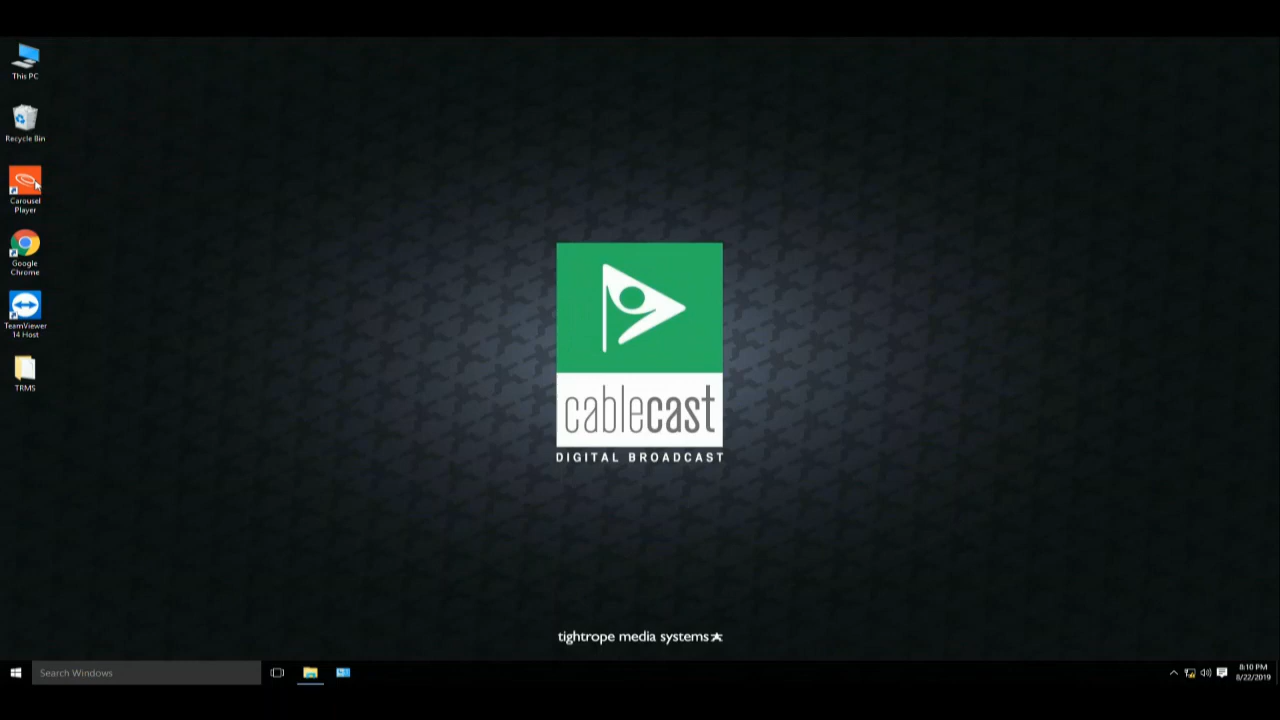 This PC
Recycle Bin
Carousel
Player
Google
Chrome
TeamViewer
14 Host
TRMS
cablecast
DIGITAL BROADCAST
tightrope media systems
Search Windows
8:10 PM
8/22/2019